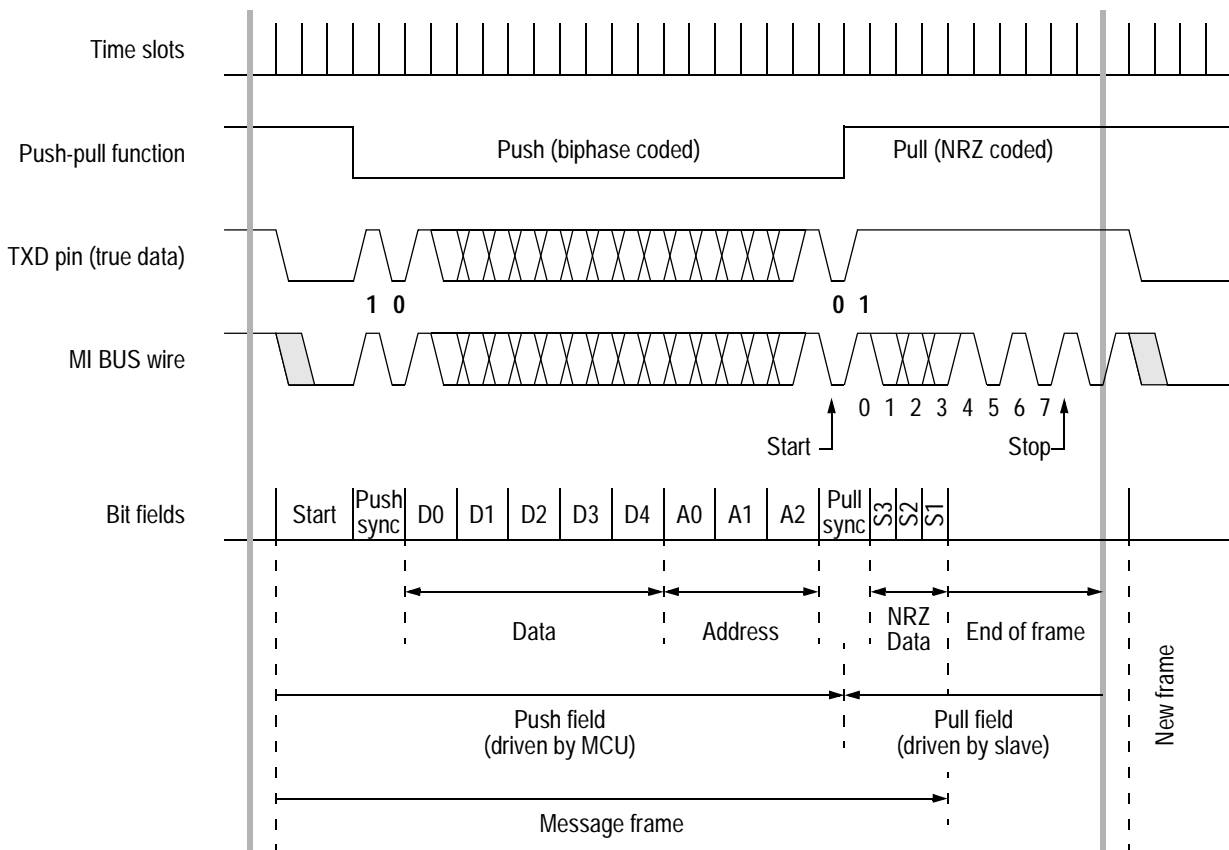 Time slots
Push-pull function
Push (biphase coded)
Pull (NRZ coded)
TXD pin (true data)
1 0
0 1
MI BUS wire
0 1 2 3 4 5 6 7
Start
Stop
Bit fields
Start
Push
sync
D0
D1
D2
D3
D4
A0
A1
A2
Pull
sync
S3
S2
S1
Data
Address
NRZ
Data
End of frame
Push field
(driven by MCU)
Pull field
(driven by slave)
New frame
Message frame